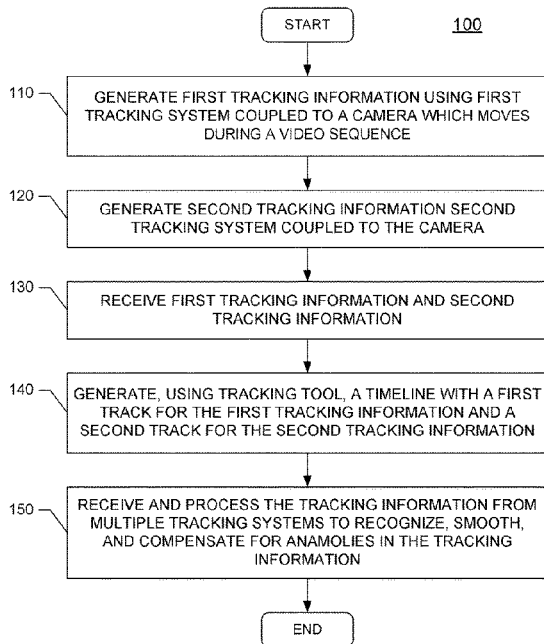 START
100
110
GENERATE FIRST TRACKING INFORMATION USING FIRST
TRACKING SYSTEM COUPLED TO A CAMERA WHICH MOVES
DURING A VIDEO SEQUENCE
120
GENERATE SECOND TRACKING INFORMATION SECOND
TRACKING SYSTEM COUPLED TO THE CAMERA
130
RECEIVE FIRST TRACKING INFORMATION AND SECOND
TRACKING INFORMATION
140
GENERATE, USING TRACKING TOOL, A TIMELINE WITH A FIRST
TRACK FOR THE FIRST TRACKING INFORMATION AND A
SECOND TRACK FOR THE SECOND TRACKING INFORMATION
150
RECEIVE AND PROCESS THE TRACKING INFORMATION FROM
MULTIPLE TRACKING SYSTEMS TO RECOGNIZE, SMOOTH,
AND COMPENSATE FOR ANAMOLIES IN THE TRACKING
INFORMATION
END